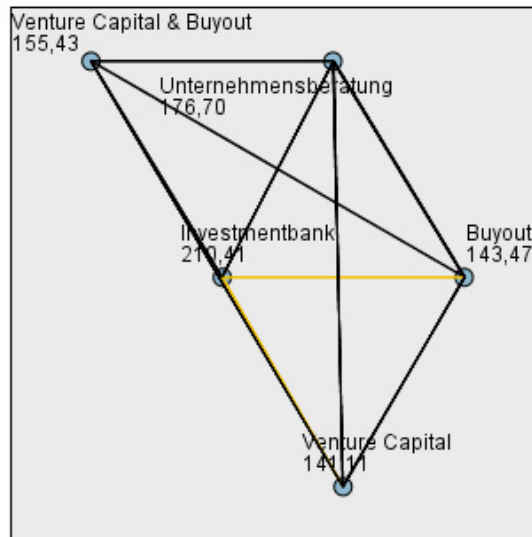 Venture Capital & Buyout
155,43
Unternehmensberatung
176,70
Investmentbank
210,41
Buyout
143,47
Venture Capital
141,11